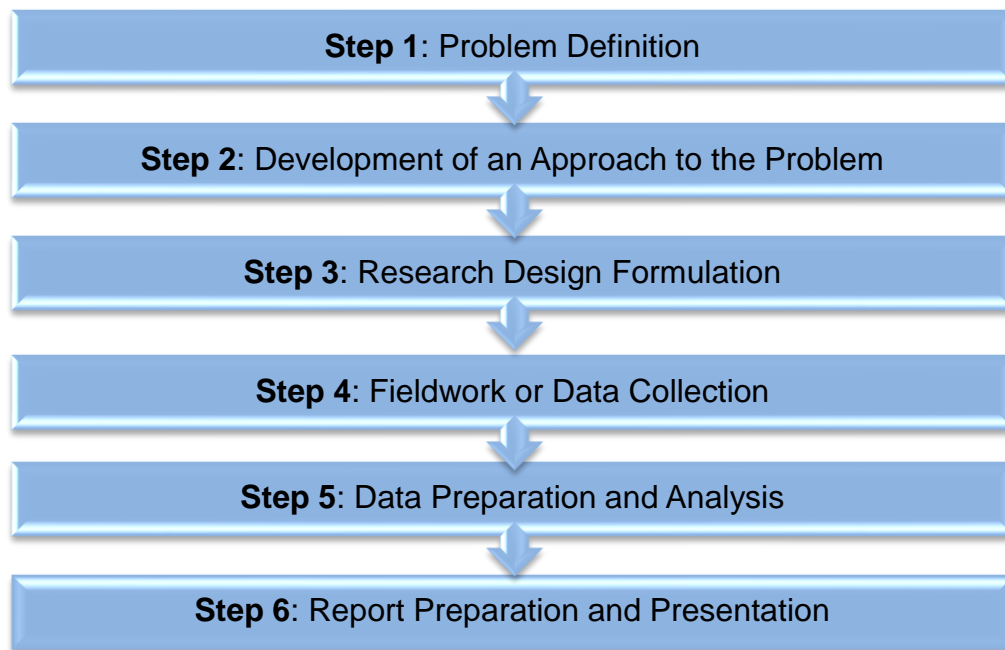 Step 1: Problem Definition
Step 2: Development of an Approach to the Problem
Step 3: Research Design Formulation
Step 4: Fieldwork or Data Collection
Step 5: Data Preparation and Analysis
Step 6: Report Preparation and Presentation